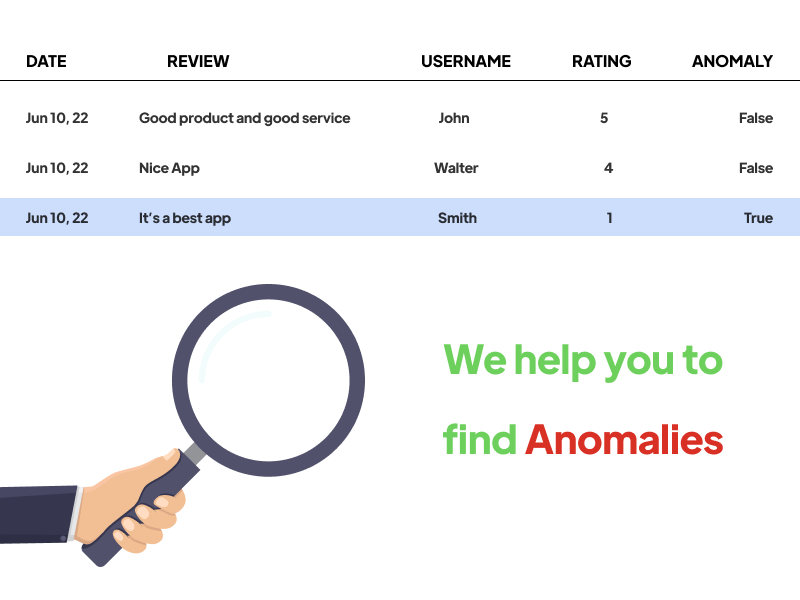 DATE REVIEW USERNAME RATING ANOMALY
Jun 10, 22 Good product and good service John 5 False
Jun 10, 22 Nice App Walter 4 False
Jun 10, 22 It's a best app Smith 1 True
We help you to
find Anomalies